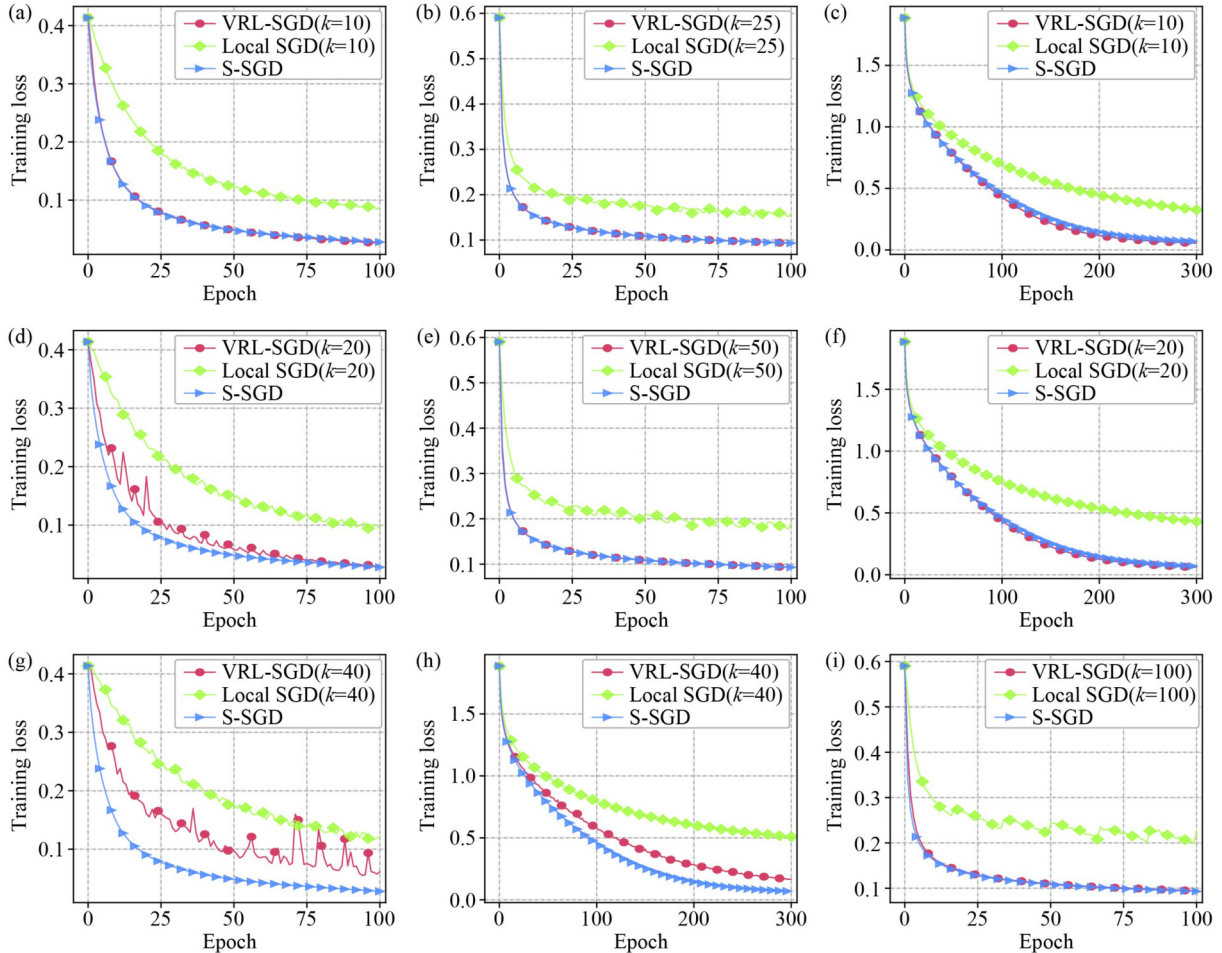 (a)
Training loss
0.4
0.3
0.2
0.1
VRL-SGD(k=10)
Local SGD(k=10)
S-SGD
0 25 50 75 100
Epoch
(b)
Training loss
0.6
0.5
0.4
0.3
0.2
0.1
VRL-SGD(k=25)
Local SGD(k=25)
S-SGD
0 25 50 75 100
Epoch
(c)
Training loss
1.5
1.0
0.5
0.0
VRL-SGD(k=10)
Local SGD(k=10)
S-SGD
0 100 200 300
Epoch
(d)
Training loss
0.4
0.3
0.2
0.1
VRL-SGD(k=20)
Local SGD(k=20)
S-SGD
0 25 50 75 100
Epoch
(e)
Training loss
0.6
0.5
0.4
0.3
0.2
0.1
VRL-SGD(k=50)
Local SGD(k=50)
S-SGD
0 25 50 75 100
Epoch
(f)
Training loss
1.5
1.0
0.5
0.0
VRL-SGD(k=20)
Local SGD(k=20)
S-SGD
0 100 200 300
Epoch
(g)
Training loss
0.4
0.3
0.2
0.1
VRL-SGD(k=40)
Local SGD(k=40)
S-SGD
0 25 50 75 100
Epoch
(h)
Training loss
1.5
1.0
0.5
0.0
VRL-SGD(k=40)
Local SGD(k=40)
S-SGD
0 100 200 300
Epoch
(i)
Training loss
0.6
0.5
0.4
0.3
0.2
0.1
VRL-SGD(k=100)
Local SGD(k=100)
S-SGD
0 25 50 75 100
Epoch